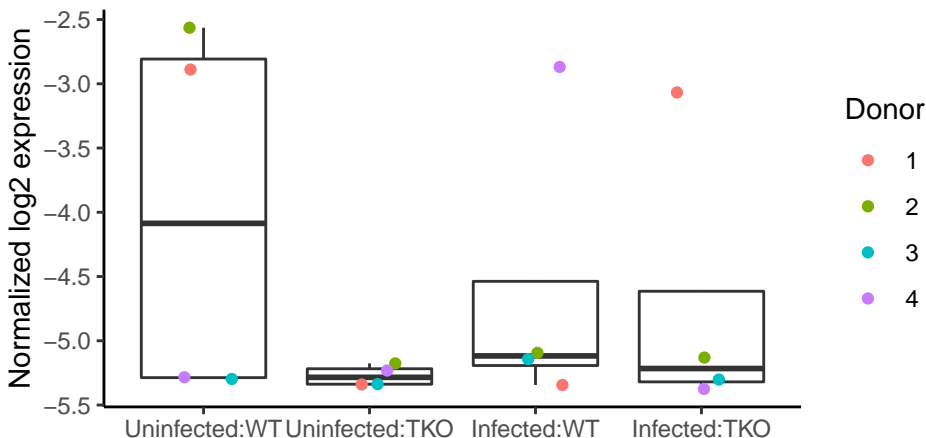 Normalized log2 expression
−2.5
−3.0
−3.5
−4.0
−4.5
−5.0
−5.5
Uninfected:WT
Uninfected:TKO
Infected:WT
Infected:TKO
Donor
1
2
3
4